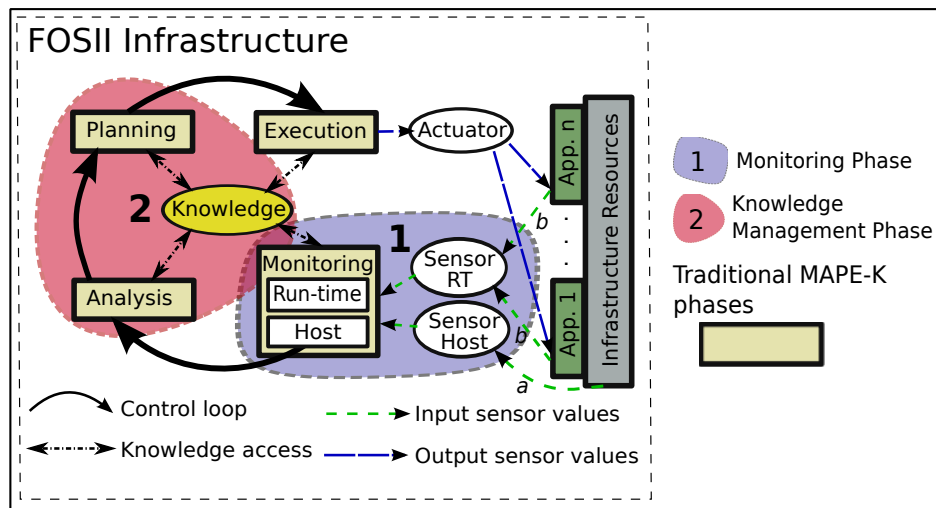 FOSII Infrastructure
Planning
Execution
Actuator
App. n
Infrastructure Resources
2
Knowledge
1
b
.
.
.
Monitoring
Run-time
Host
Sensor
RT
Sensor
Host
Analysis
b
App. 1
a
Control loop
Input sensor values
Knowledge access
Output sensor values
1
Monitoring Phase
2
Knowledge
Management Phase
Traditional MAPE-K
phases